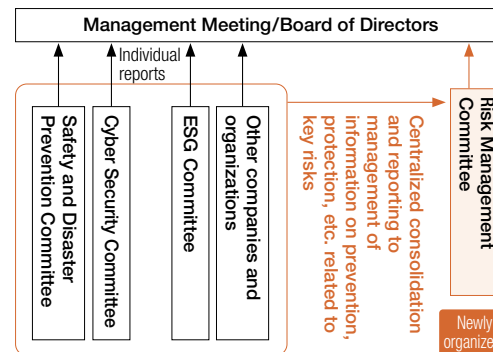 Management Meeting/Board of Directors
Individual
reports
Safety and Disaster
Prevention Committee
Cyber Security Committee
ESG Committee
Other companies and
organizations
Centralized consolidation
and reporting to
management of
information on prevention,
protection, etc. related to
key risks
Risk Management
Committee
Newly